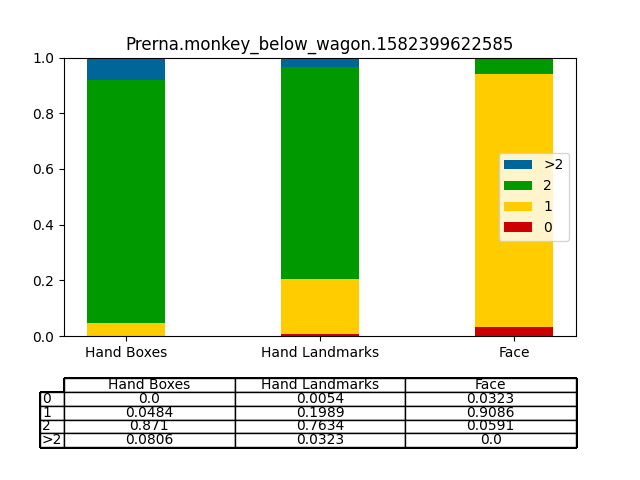 Prerna.monkey_below_wagon.1582399622585
1.0
0.8
0.6
0.4
0.2
0.0
>2
2
1
0
Hand Boxes Hand Landmarks Face
Hand Boxes Hand Landmarks Face
0 0.0 0.0054 0.0323
1 0.0484 0.1989 0.9086
2 0.871 0.7634 0.0591
>2 0.0806 0.0323 0.0